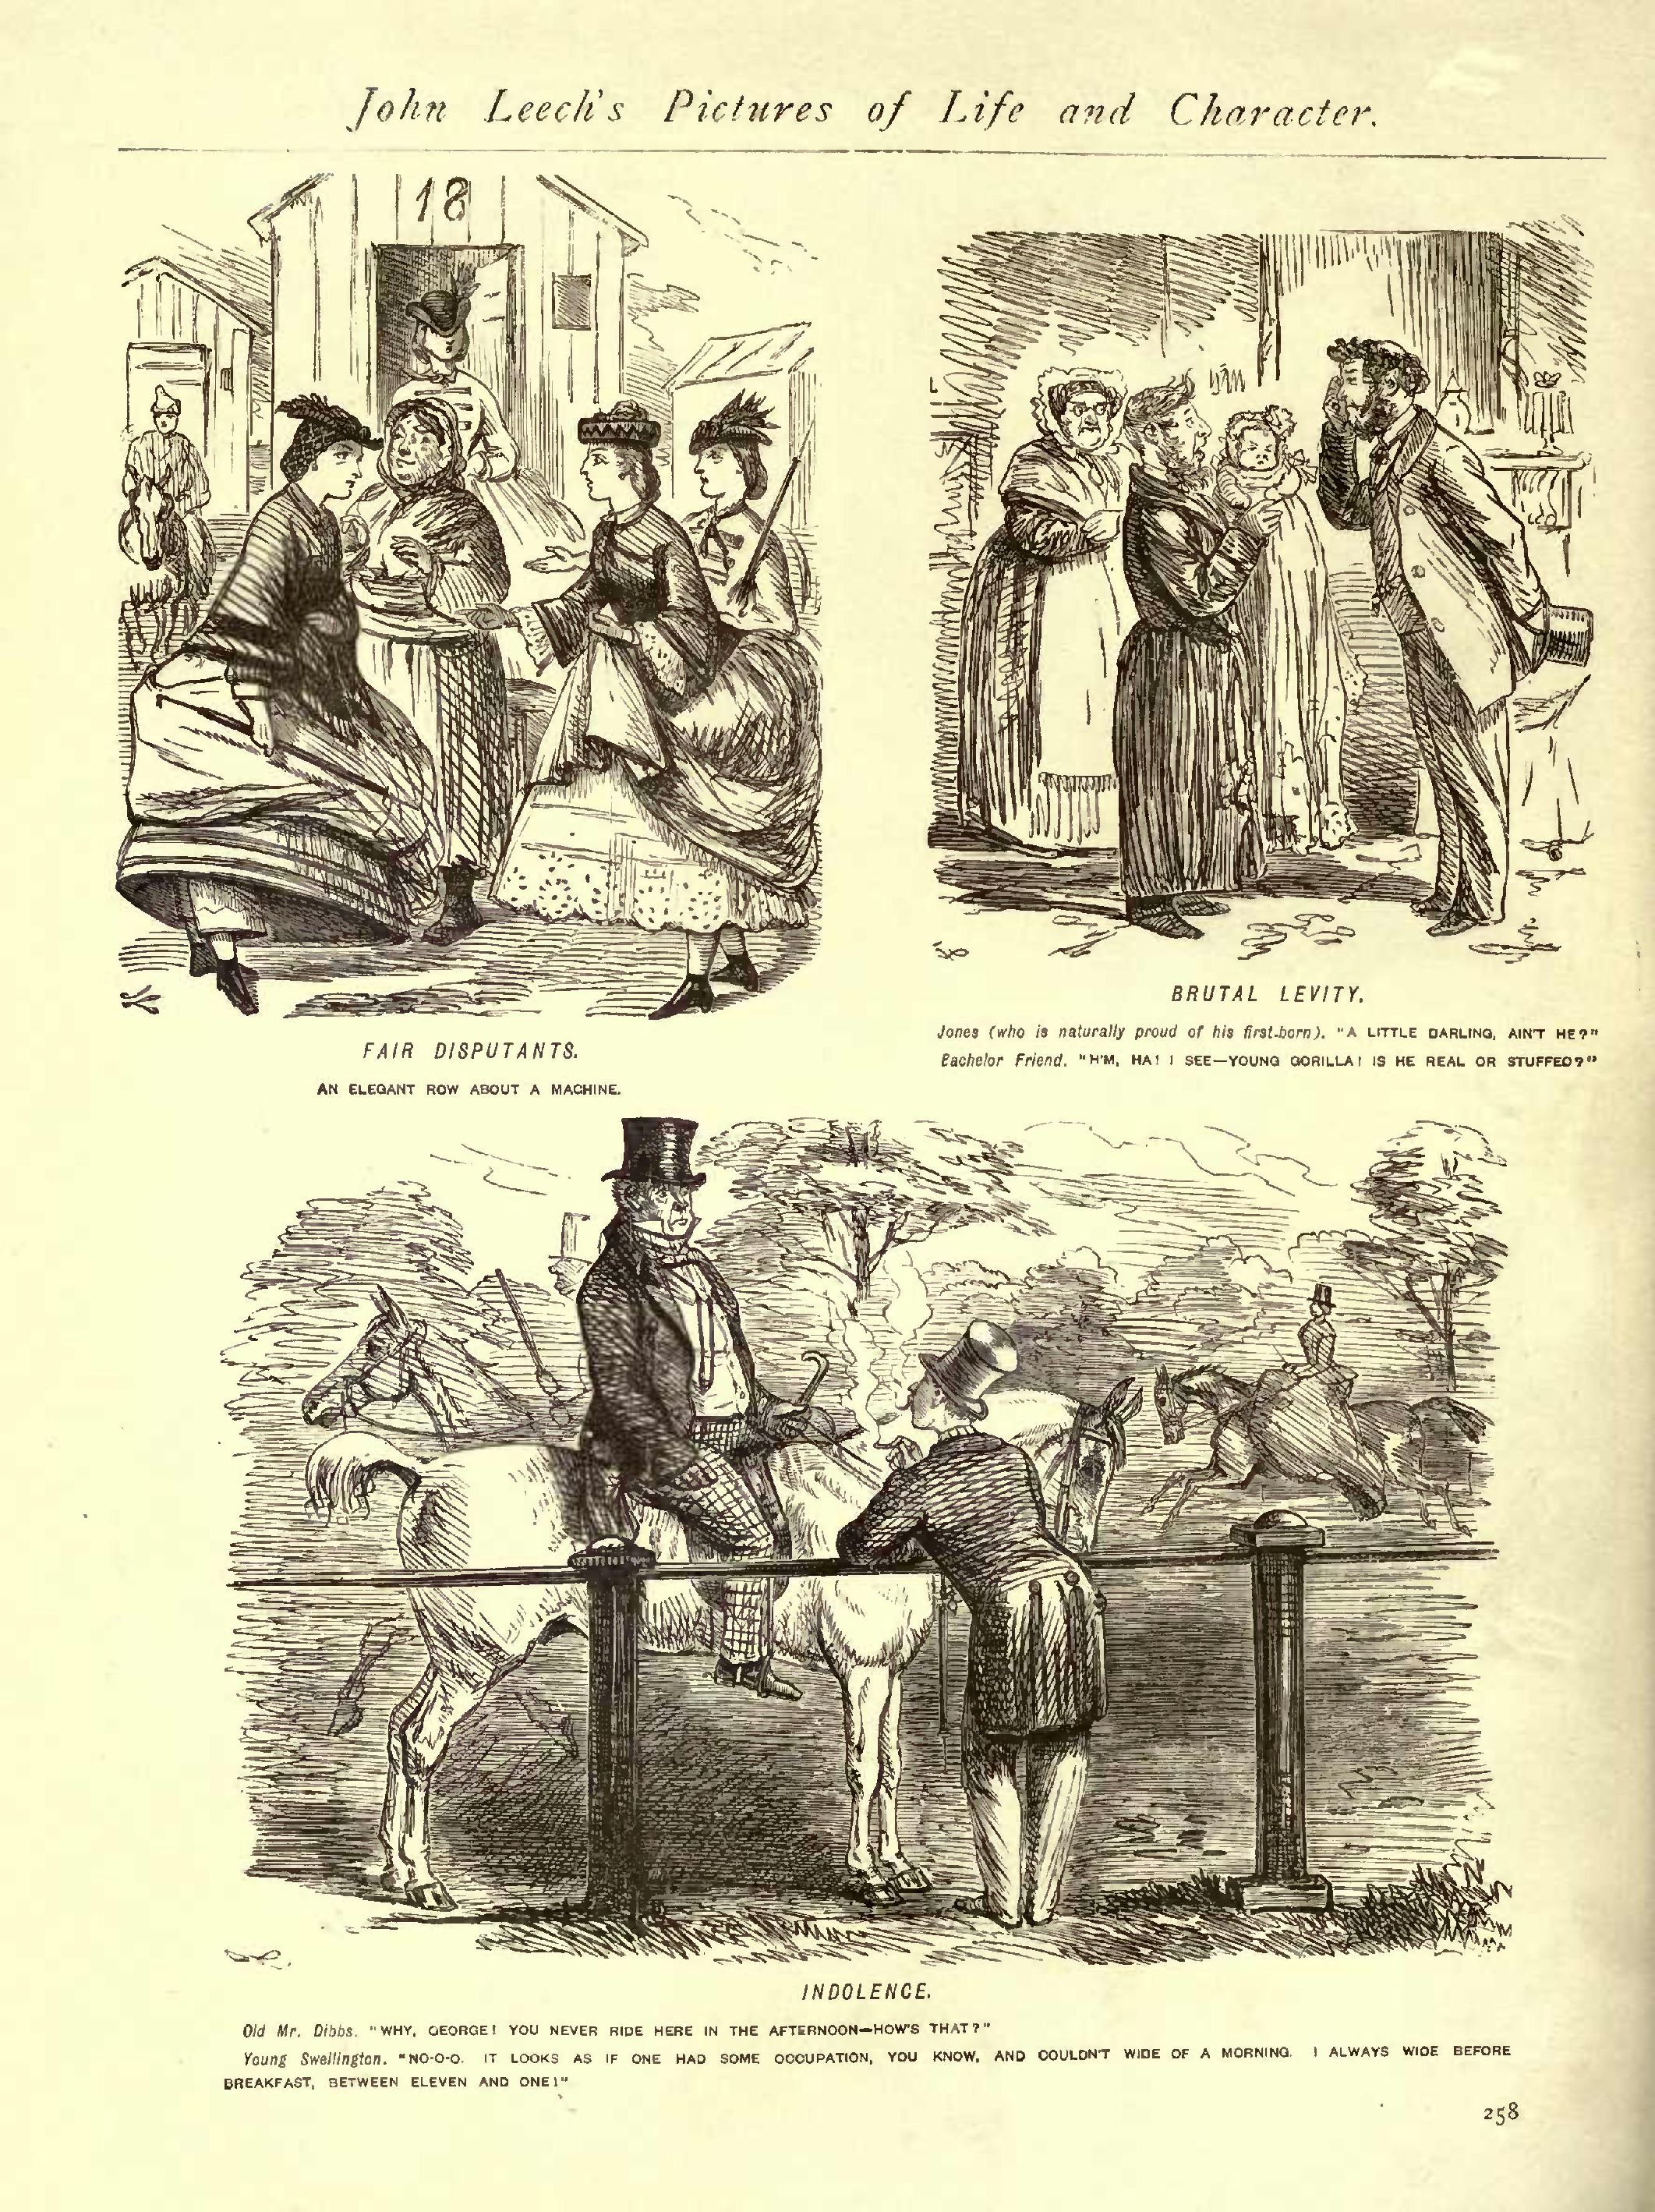 John Leech's Pictures of Life and Character.
18
FAIR DISPUTANTS.
AN ELEGANT ROW ABOUT A MACHINE.
BRUTAL LEVITY.
Jones (who is naturally proud of his first-born). "A LITTLE DARLING, AIN'T HE?"
Bachelor Friend. "H'M, HA! I SEE—YOUNG GORILLA! IS HE REAL OR STUFFED?"
INDOLENCE.
Old Mr. Dibbs. "WHY, GEORGE! YOU NEVER RIDE HERE IN THE AFTERNOON—HOW'S THAT?"
Young Swellington. "NO-O-O. IT LOOKS AS IF ONE HAD SOME OCCUPATION, YOU KNOW, AND COULDN'T WIDE OF A MORNING. I ALWAYS WIDE BEFORE
BREAKFAST, BETWEEN ELEVEN AND ONE!"
258